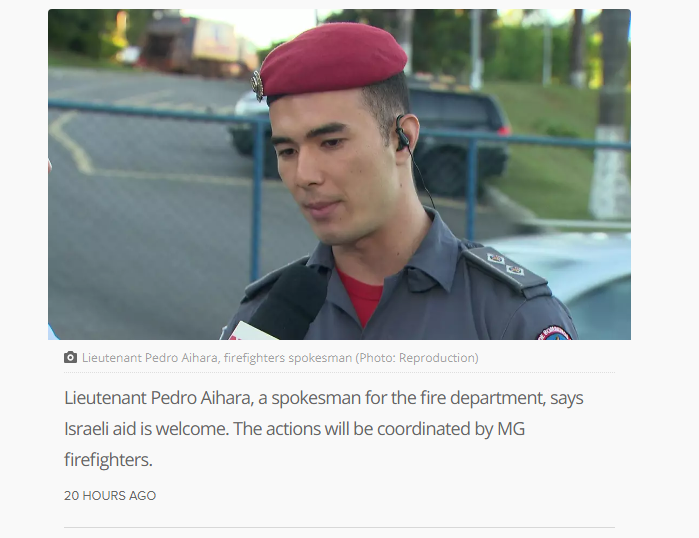 Lieutenant Pedro Aihara, firefighters spokesman (Photo: Reproduction)
Lieutenant Pedro Aihara, a spokesman for the fire department, says
Israeli aid is welcome. The actions will be coordinated by MG
firefighters.
20 HOURS AGO